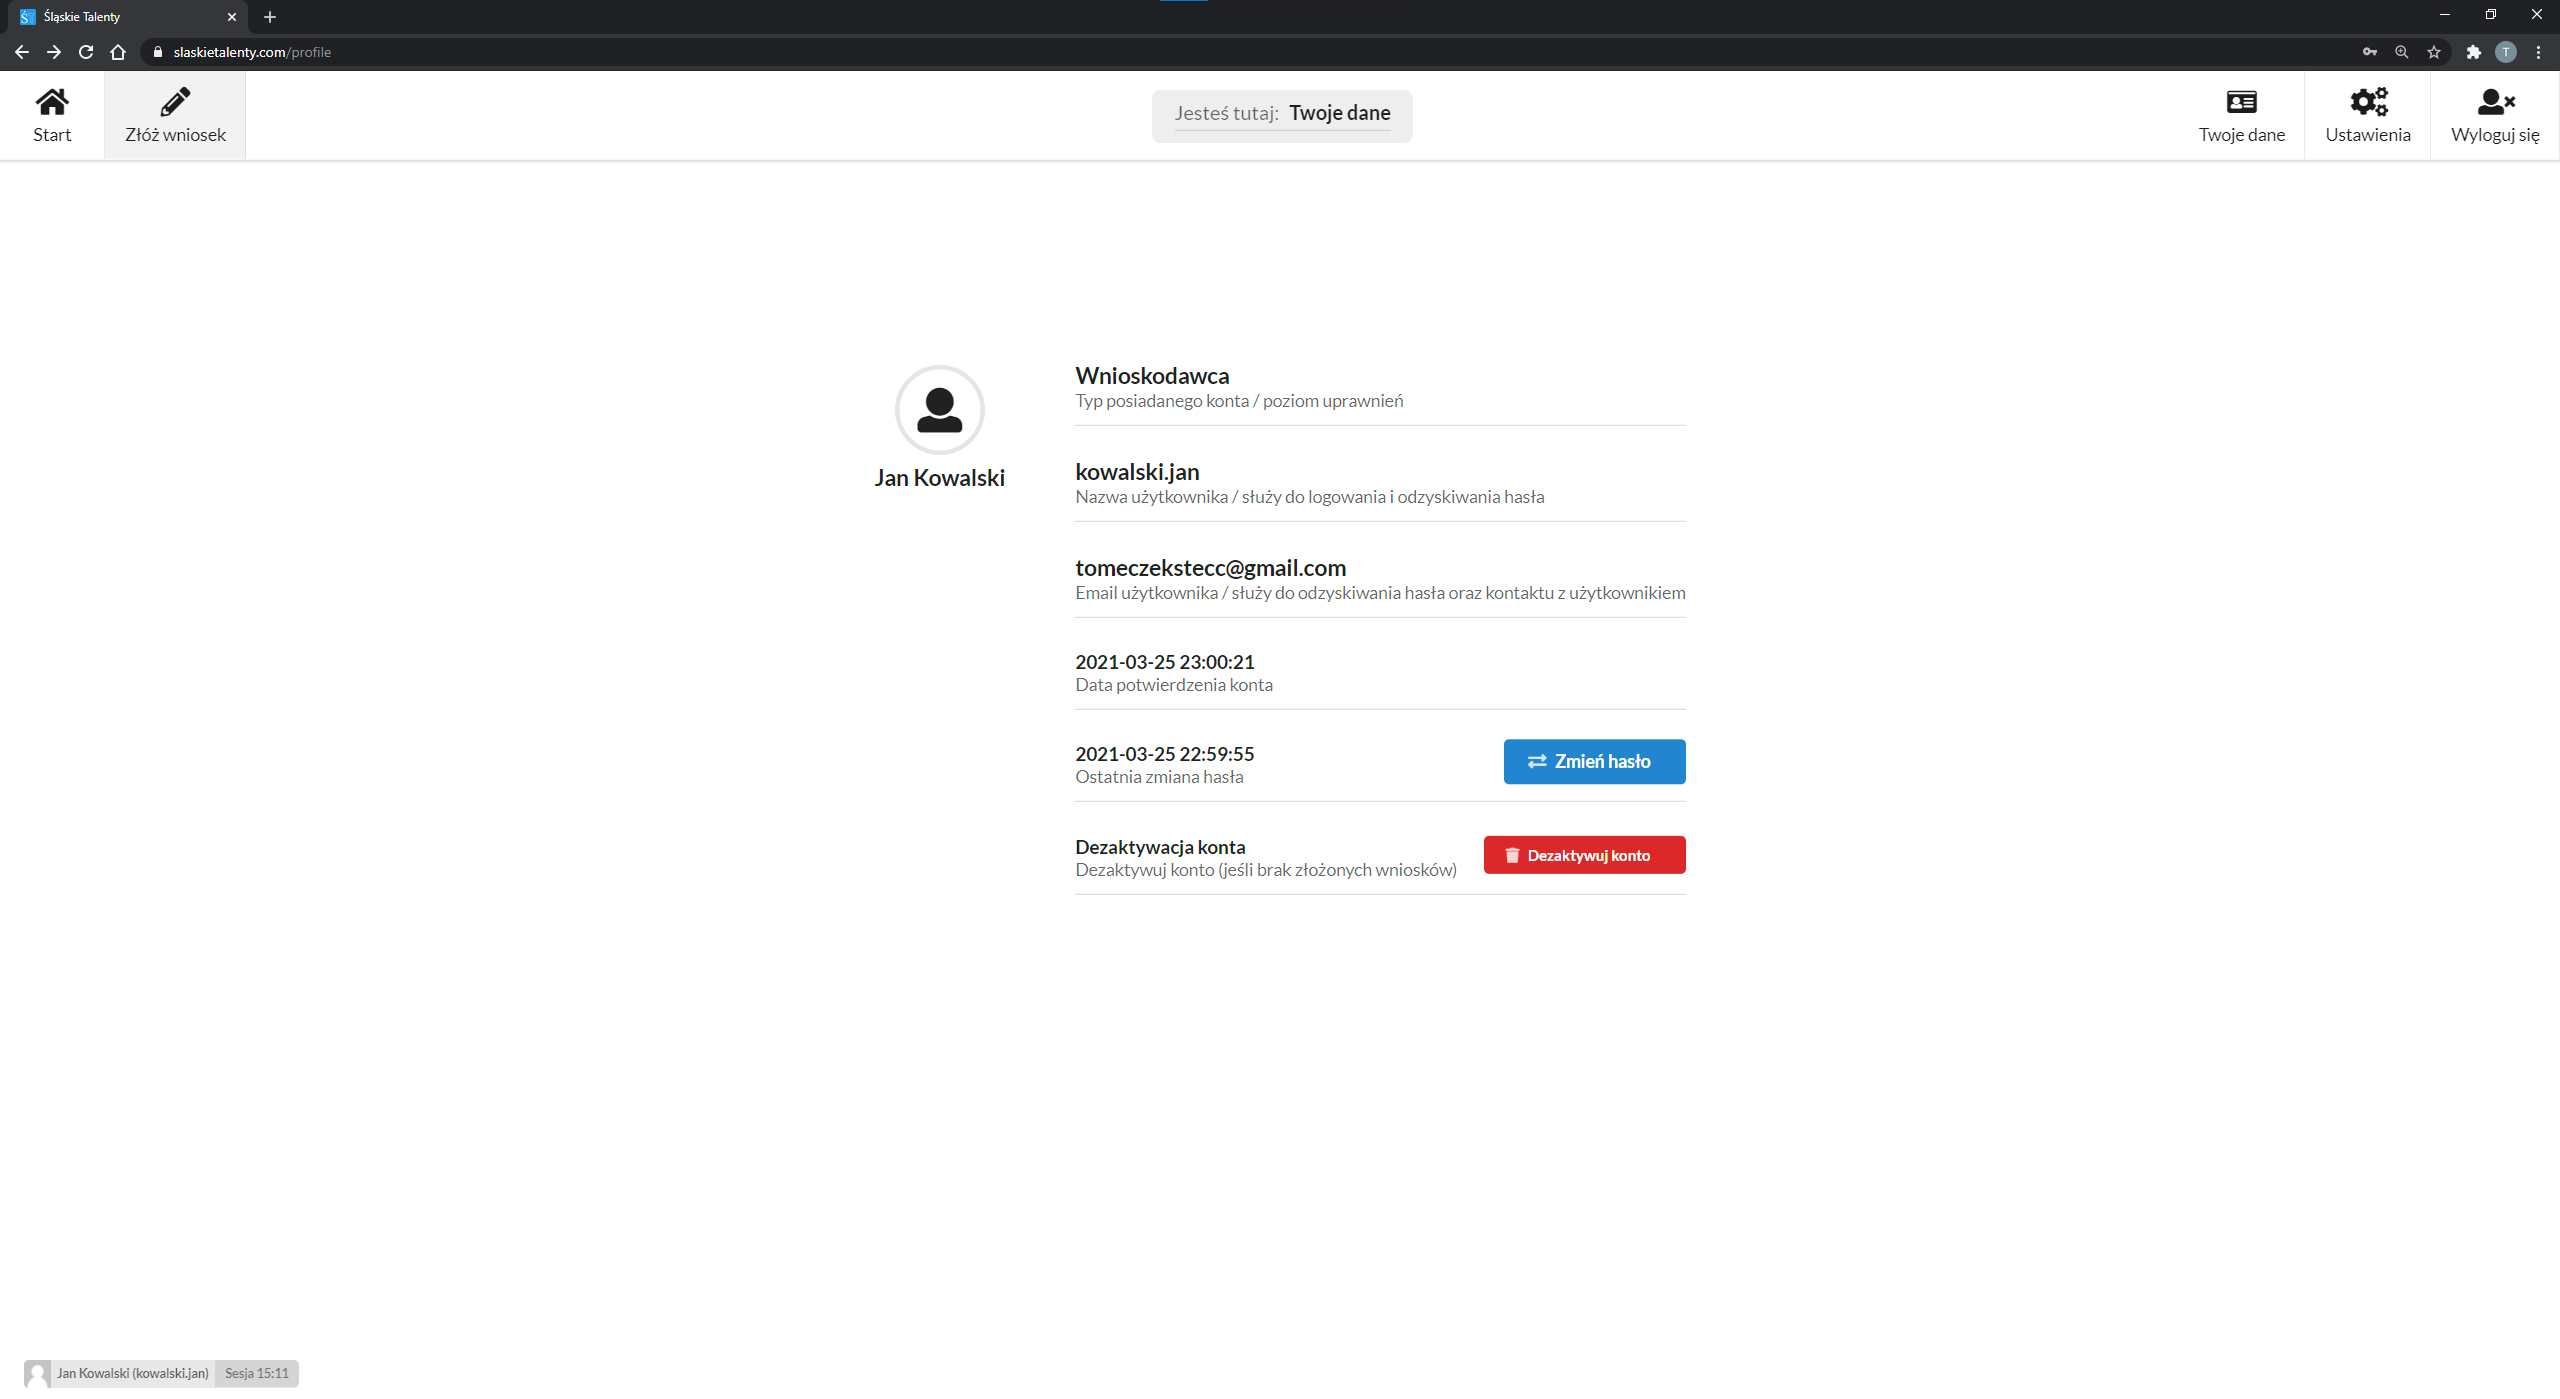 Śląskie Talenty
slaskietalenty.com/profile
T
Start
Złóż wniosek
Jesteś tutaj: Twoje dane
Twoje dane
Ustawienia
Wyloguj się
Jan Kowalski
Wnioskodawca
Typ posiadanego konta / poziom uprawnień
kowalski.jan
Nazwa użytkownika / służy do logowania i odzyskiwania hasła
tomeczekstecc@gmail.com
Email użytkownika / służy do odzyskiwania hasła oraz kontaktu z użytkownikiem
2021-03-25 23:00:21
Data potwierdzenia konta
2021-03-25 22:59:55
Ostatnia zmiana hasła
Zmień hasło
Dezaktywacja konta
Dezaktywuj konto (jeśli brak złożonych wniosków)
Dezaktywuj konto
Jan Kowalski (kowalski.jan) Sesja 15:11